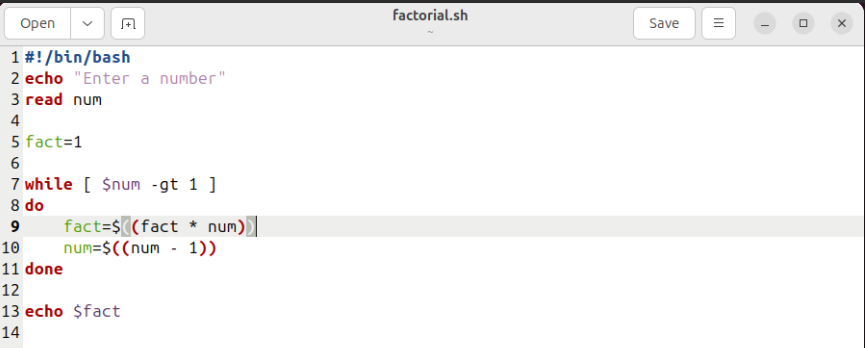 Open
factorial.sh
~
Save
1 #!/bin/bash
2 echo "Enter a number"
3 read num
4
5 fact=1
6
7 while [ $num -gt 1 ]
8 do
9     fact=$((fact * num))
10     num=$((num - 1))
11 done
12
13 echo $fact
14